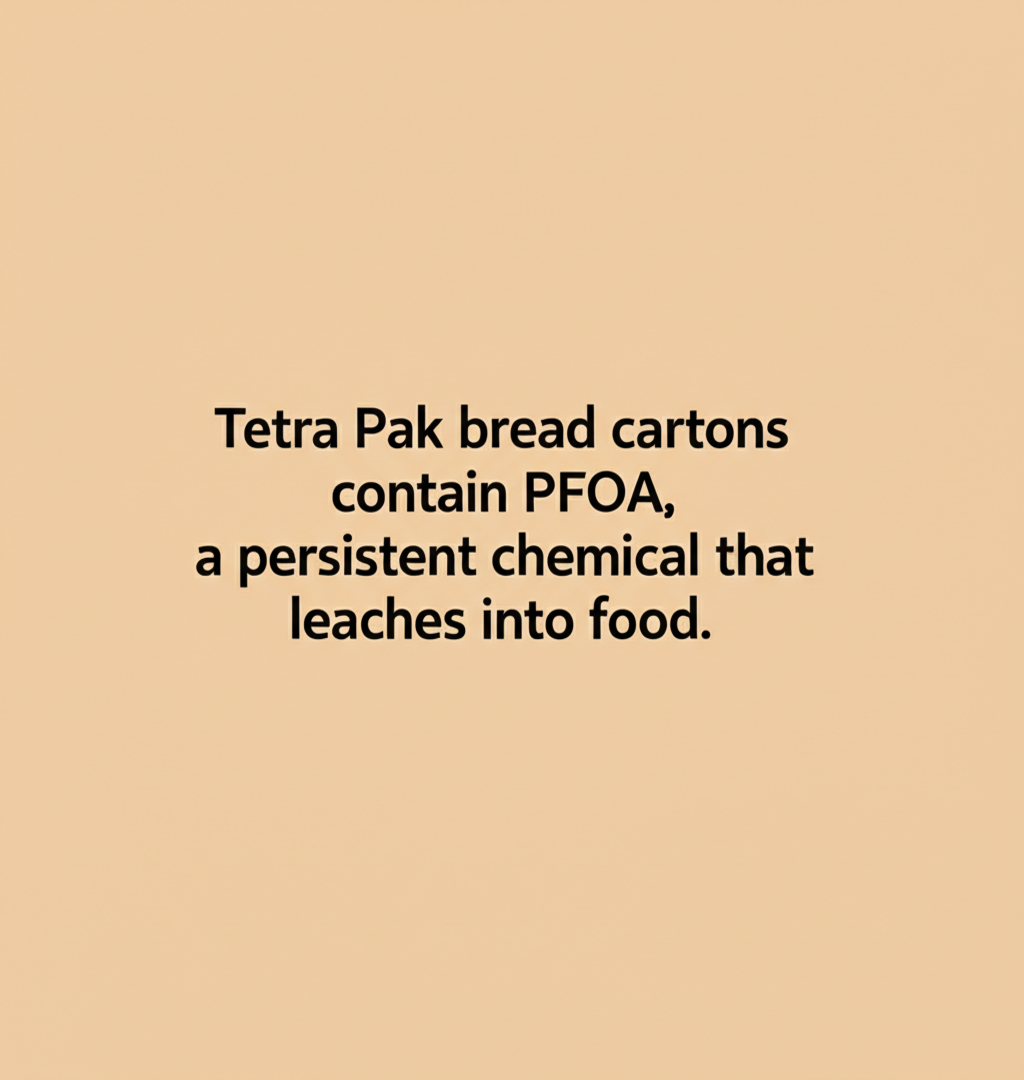 Tetra Pak bread cartons
contain PFOA,
a persistent chemical that
leaches into food.